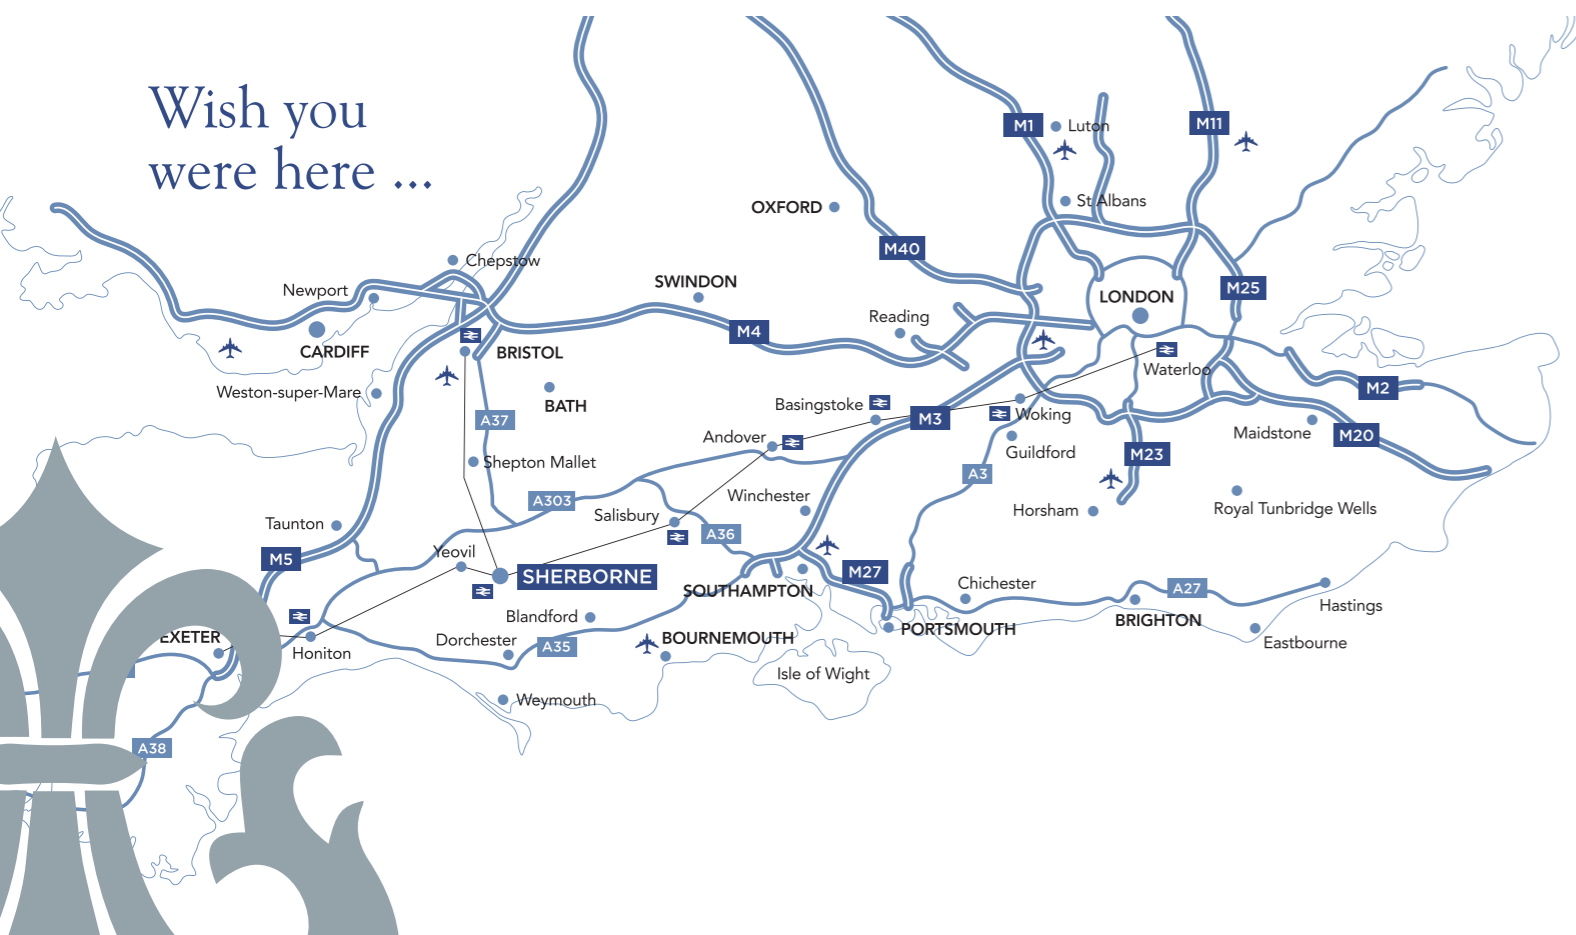 Wish you
were here ...
M1
Luton
M11
St Albans
OXFORD
M40
Chepstow
SWINDON
Newport
M25
LONDON
Reading
M4
CARDIFF
BRISTOL
Waterloo
Weston-super-Mare
BATH
M2
Basingstoke
A37
M3
Woking
Maidstone
M20
Andover
Guildford
M23
Shepton Mallet
A3
A303
Winchester
Horsham
Royal Tunbridge Wells
Taunton
Salisbury
A36
M5
Yeovil
SHERBORNE
M27
SOUTHAMPTON
Chichester
A27
Blandford
Hastings
EXETER
Dorchester
A35
BOURNEMOUTH
PORTSMOUTH
BRIGHTON
Eastbourne
Honiton
Isle of Wight
Weymouth
A38